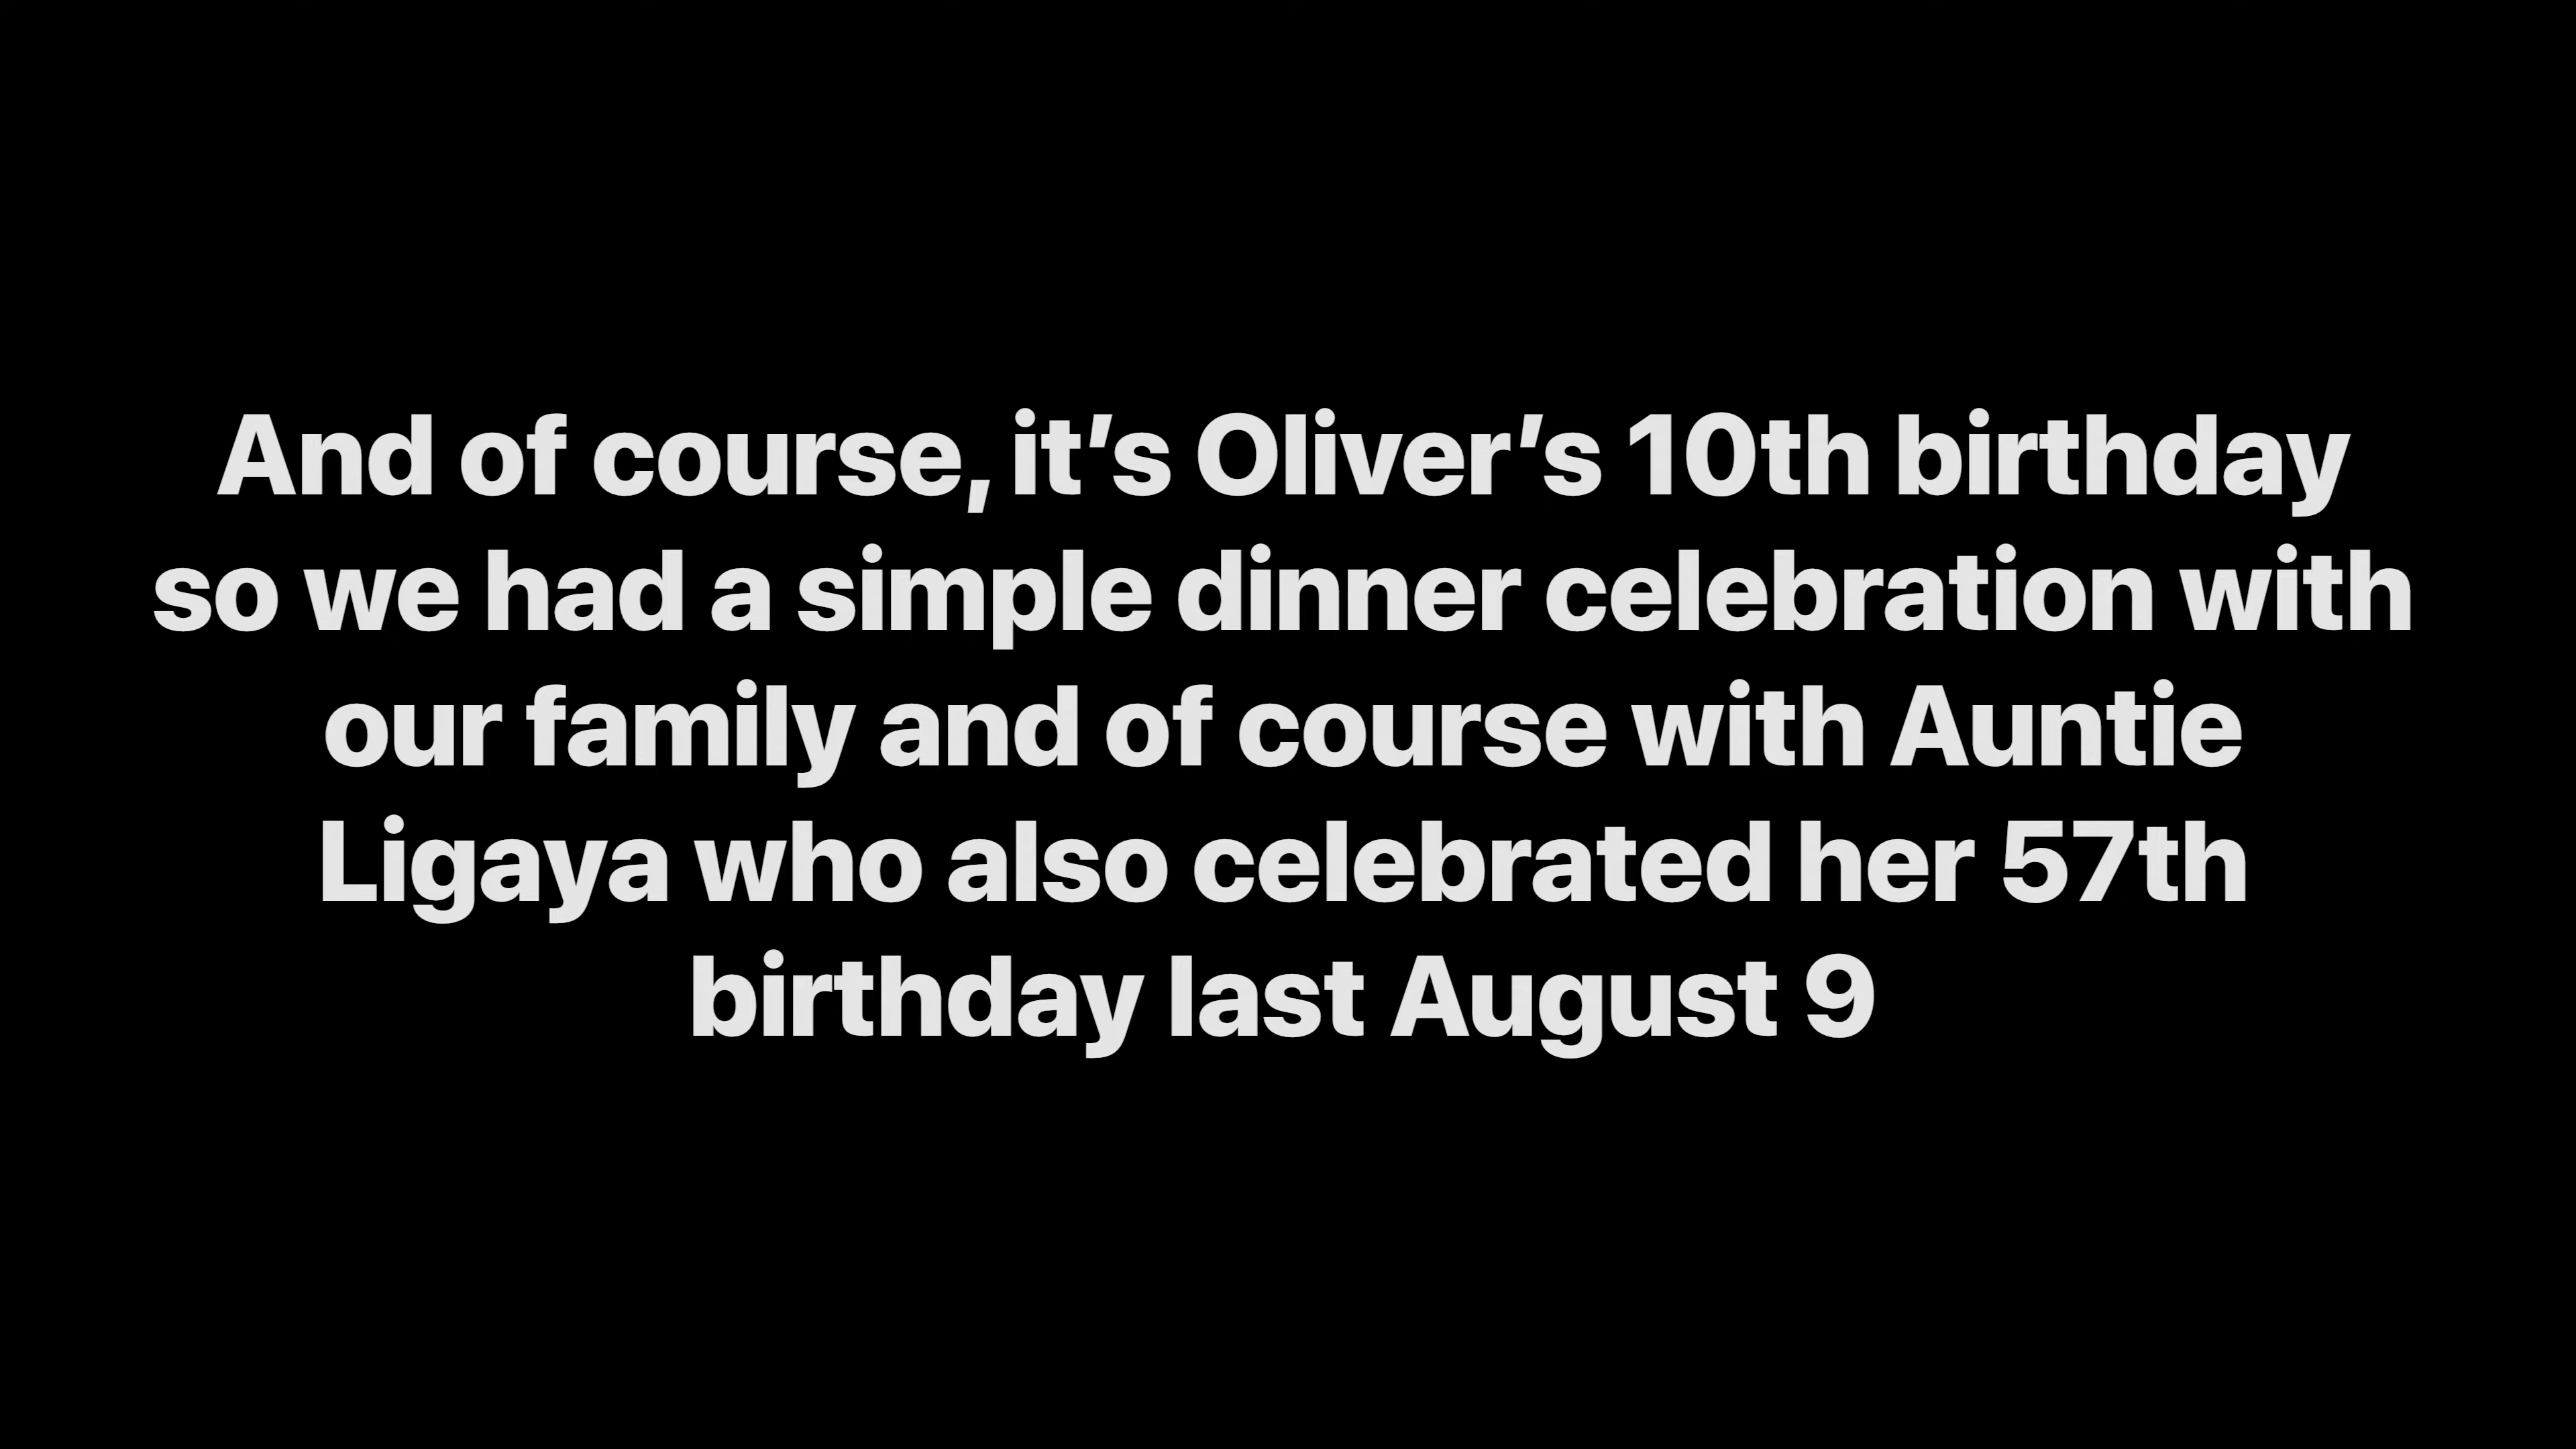 And of course, it’s Oliver’s 10th birthday
so we had a simple dinner celebration with
our family and of course with Auntie
Ligaya who also celebrated her 57th
birthday last August 9